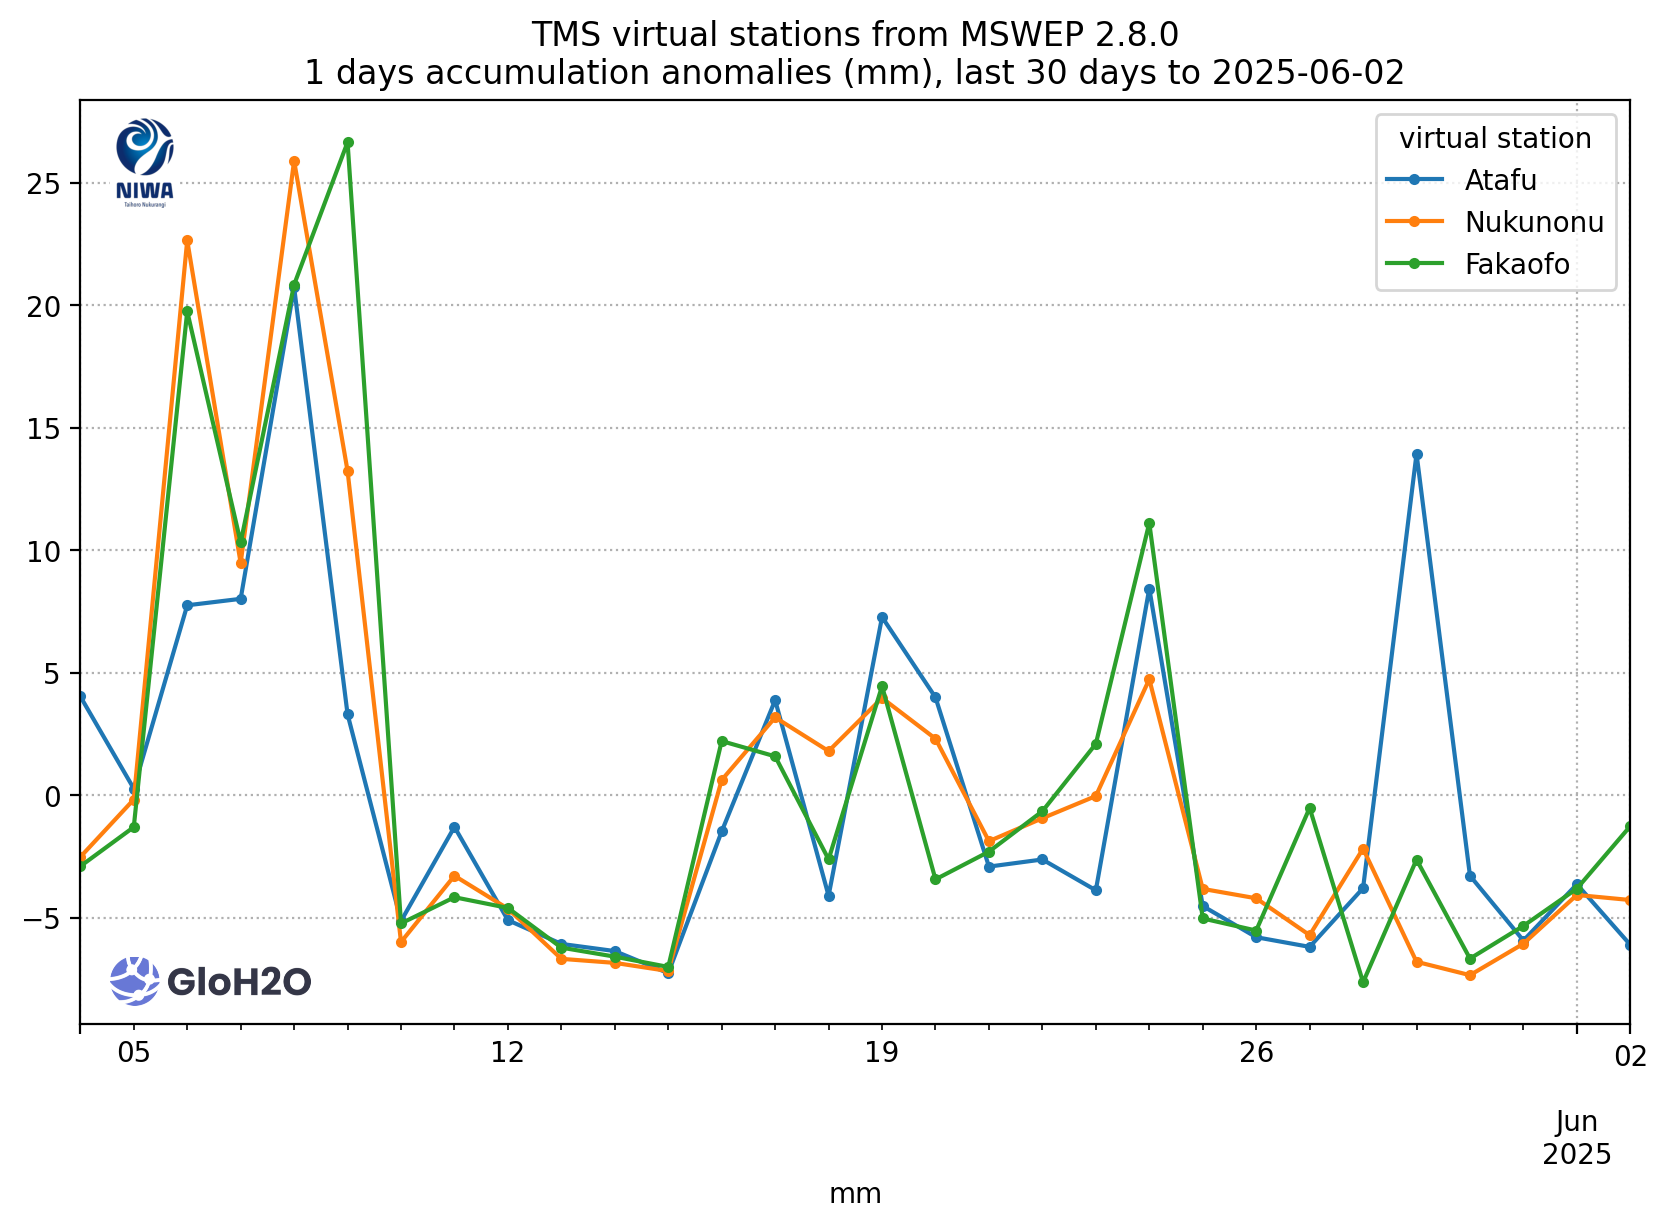 TMS virtual stations from MSWEP 2.8.0
1 days accumulation anomalies (mm), last 30 days to 2025-06-02
NIWA
Taihoro Nukurangi
virtual station
Atafu
Nukunonu
Fakaofo
25
20
15
10
5
0
−5
GloH2O
05 12 19 26 02
Jun
2025
mm